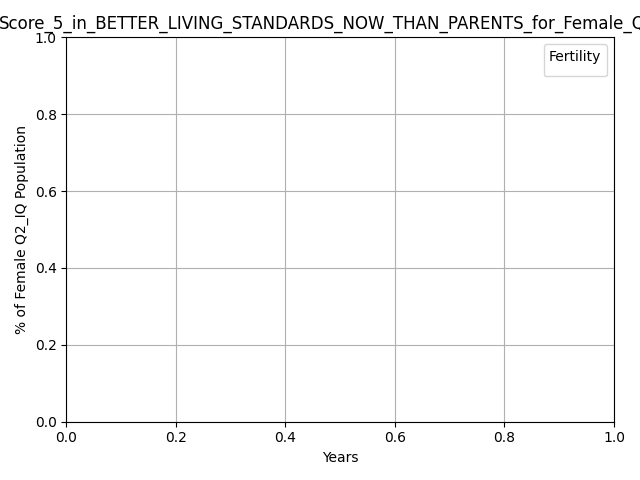 Score_5_in_BETTER_LIVING_STANDARDS_NOW_THAN_PARENTS_for_Female_Q
Fertility
% of Female Q2_IQ Population
1.0
0.8
0.6
0.4
0.2
0.0
0.0 0.2 0.4 0.6 0.8 1.0
Years